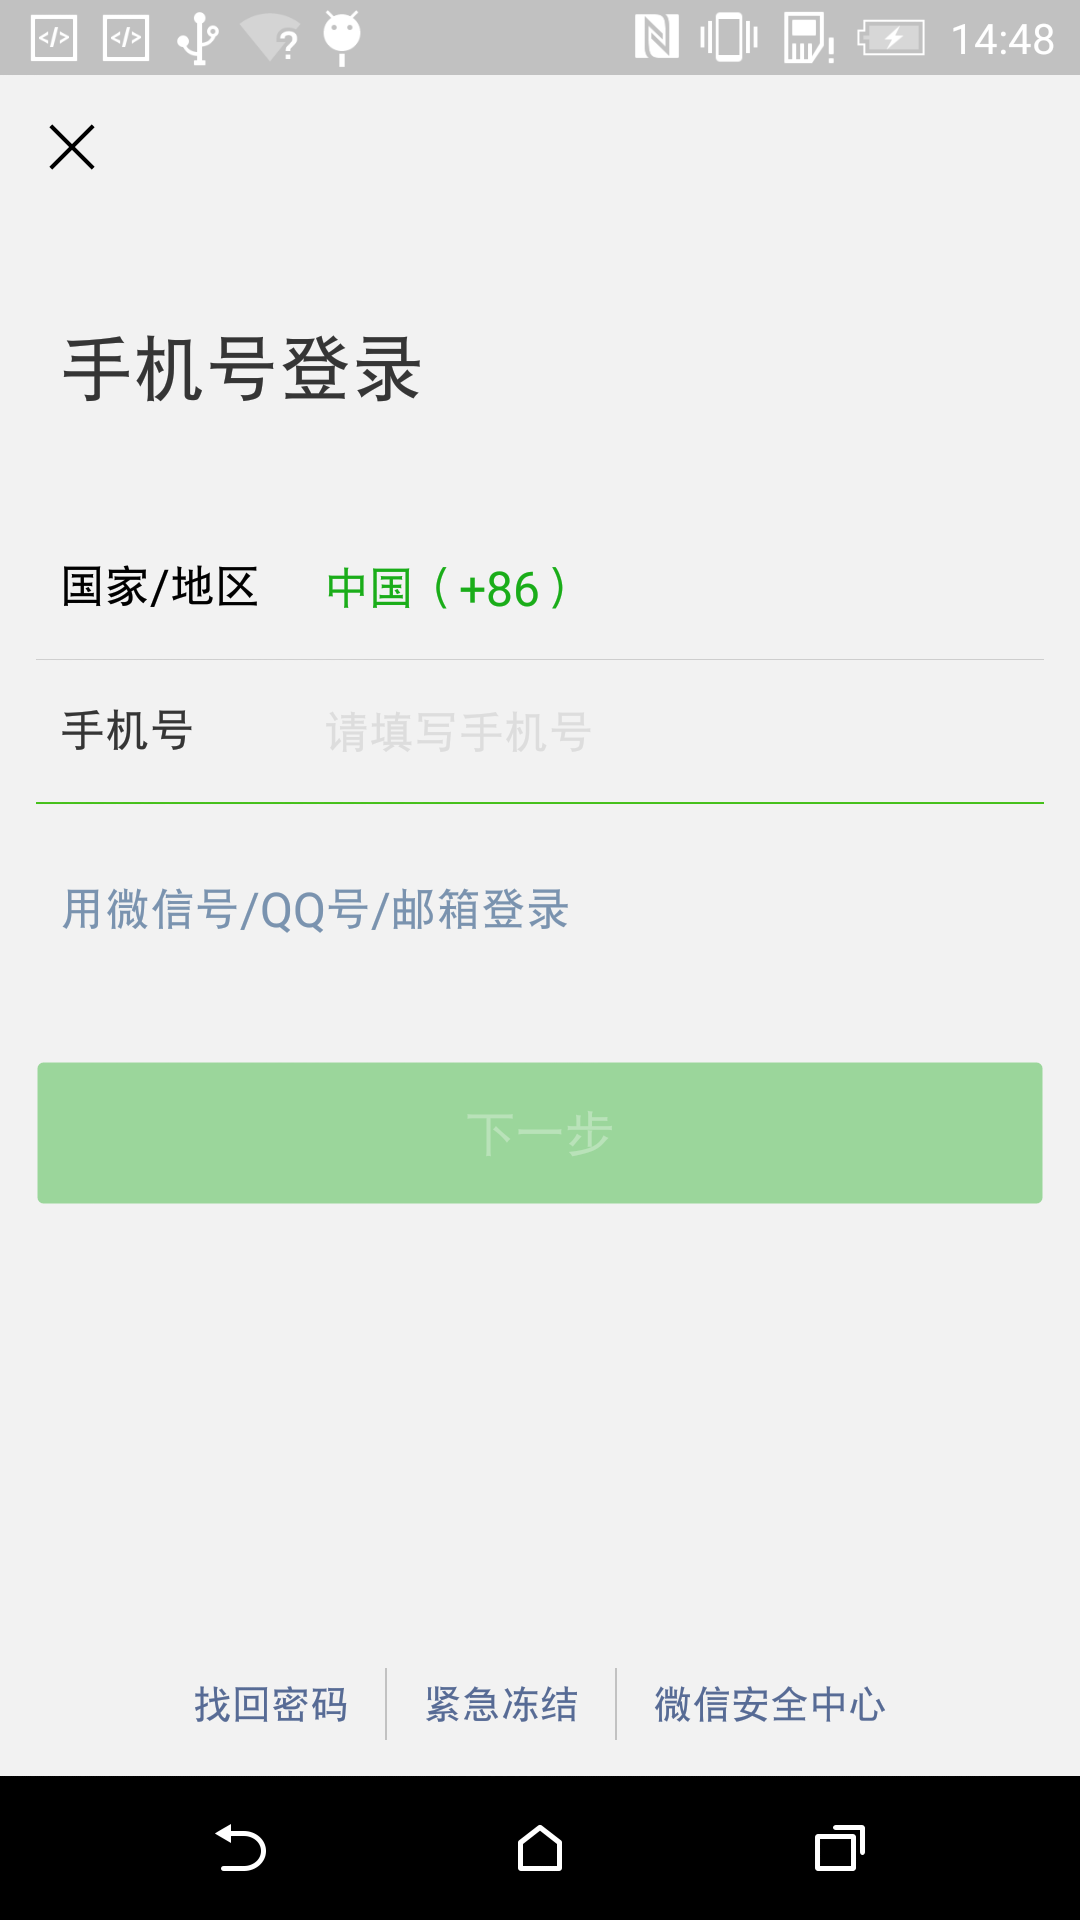 14:48
手机号登录
国家/地区 中国（+86）
手机号 请填写手机号
用微信号/QQ号/邮箱登录
下一步
找回密码 紧急冻结 微信安全中心